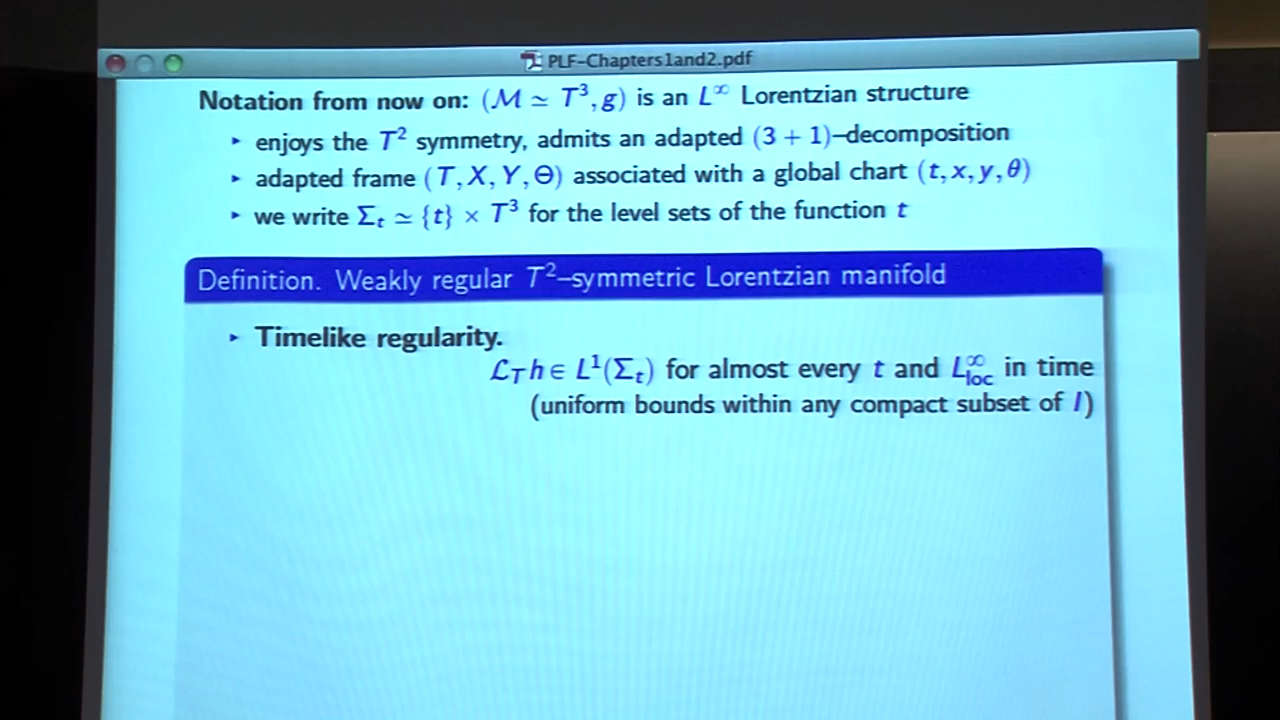 PLF-Chapters1and2.pdf
Notation from now on: (M ≃ T³, g) is an L^∞ Lorentzian structure
▸ enjoys the T² symmetry, admits an adapted (3 + 1)–decomposition
▸ adapted frame (T, X, Y, Θ) associated with a global chart (t, x, y, θ)
▸ we write Σ_t ≃ {t} × T³ for the level sets of the function t
Definition. Weakly regular T²–symmetric Lorentzian manifold
▸ Timelike regularity.
𝓛_T h ∈ L¹(Σ_t) for almost every t and L^∞_loc in time
(uniform bounds within any compact subset of I)